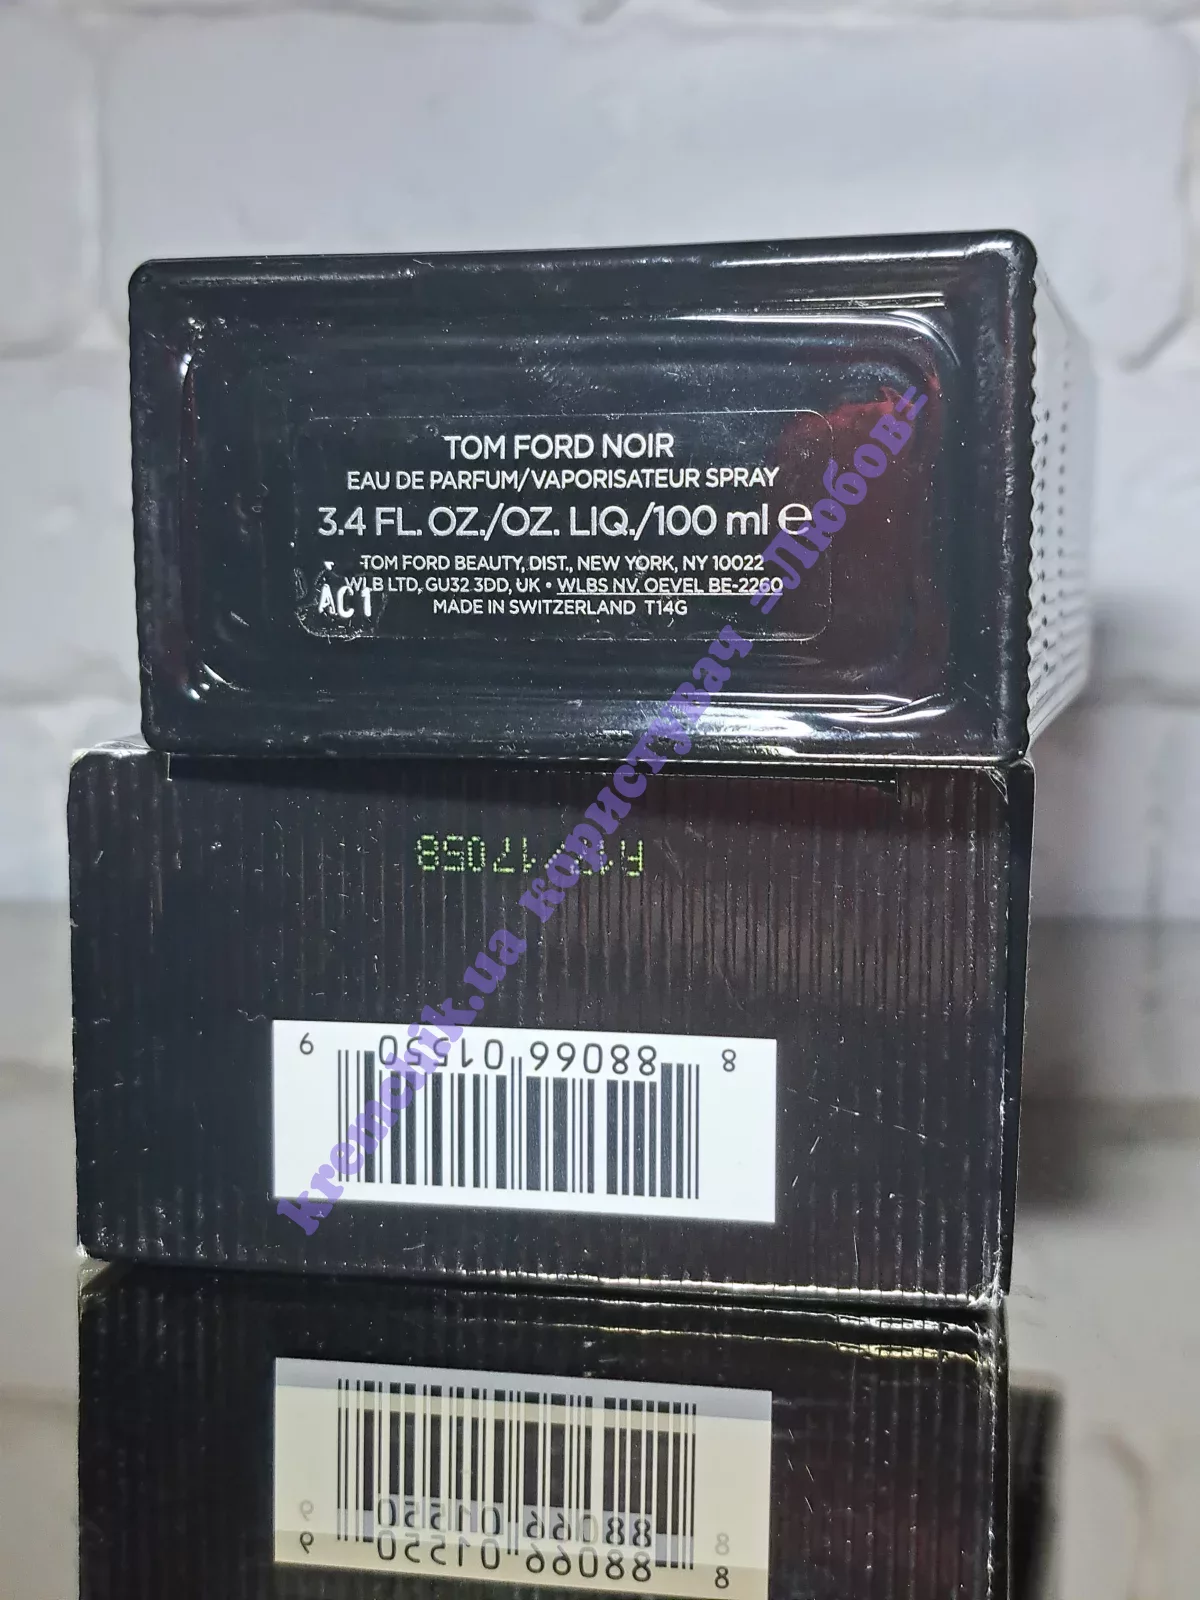 TOM FORD NOIR
EAU DE PARFUM/VAPORISATEUR SPRAY
3.4 FL. OZ./OZ. LIQ./100 ml e
TOM FORD BEAUTY, DIST., NEW YORK, NY 10022
WLB LTD, GU32 3DD, UK • WLBS NV, OEVEL BE-2260
MADE IN SWITZERLAND T14G
AC1
8 88066 01550 9
kremchik.ua користувач =Любов=